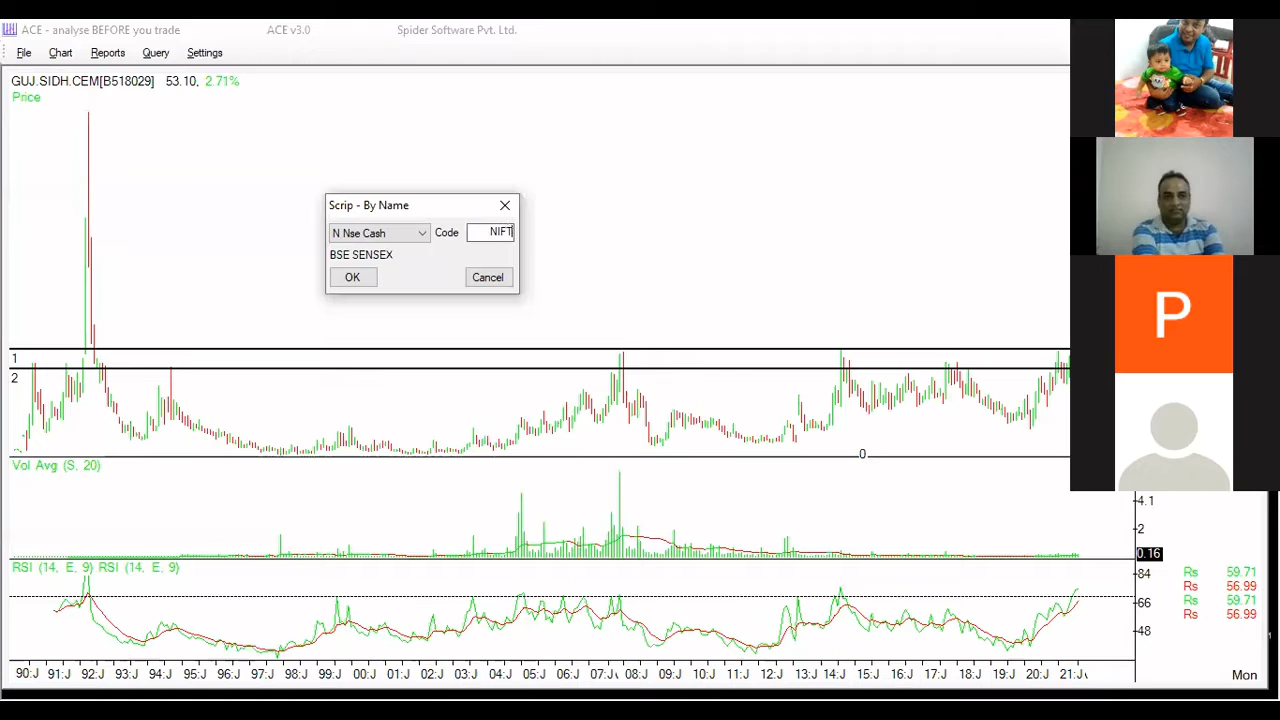 ACE - analyse BEFORE you trade ACE v3.0 Spider Software Pvt. Ltd.
File Chart Reports Query Settings
GUJ.SIDH.CEM[B518029] 53.10, 2.71%
Price
Scrip - By Name
N Nse Cash Code NIFT
BSE SENSEX
OK Cancel
1
2
0
Vol Avg (S. 20)
4.1
2
0.16
RSI (14, E, 9) RSI (14, E, 9)
84
66
48
Rs 59.71
Rs 56.99
Rs 59.71
Rs 56.99
90:J 91:J 92:J 93:J 94:J 95:J 96:J 97:J 98:J 99:J 00:J 01:J 02:J 03:J 04:J 05:J 06:J 07:J 08:J 09:J 10:J 11:J 12:J 13:J 14:J 15:J 16:J 17:J 18:J 19:J 20:J 21:J Mon
P